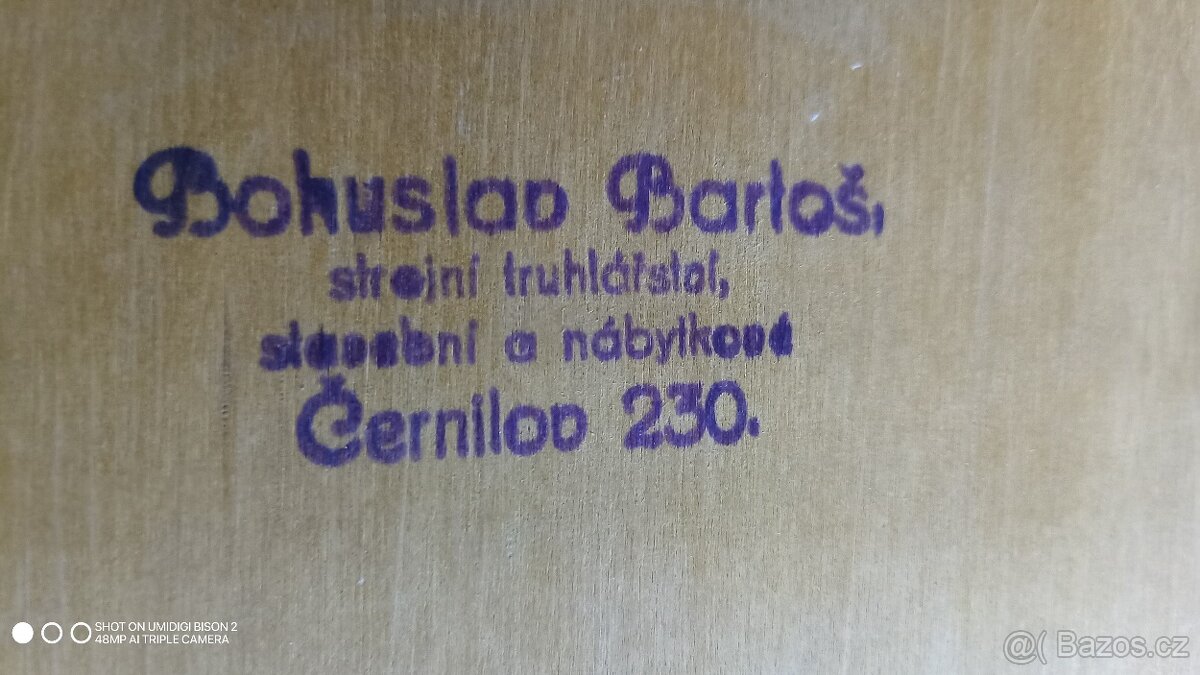 Bohuslav Bartoš,
strojní truhlářství,
stavební a nábytkové
Černilov 230.
SHOT ON UMIDIGI BISON 2
48MP AI TRIPLE CAMERA
@( Bazos.cz